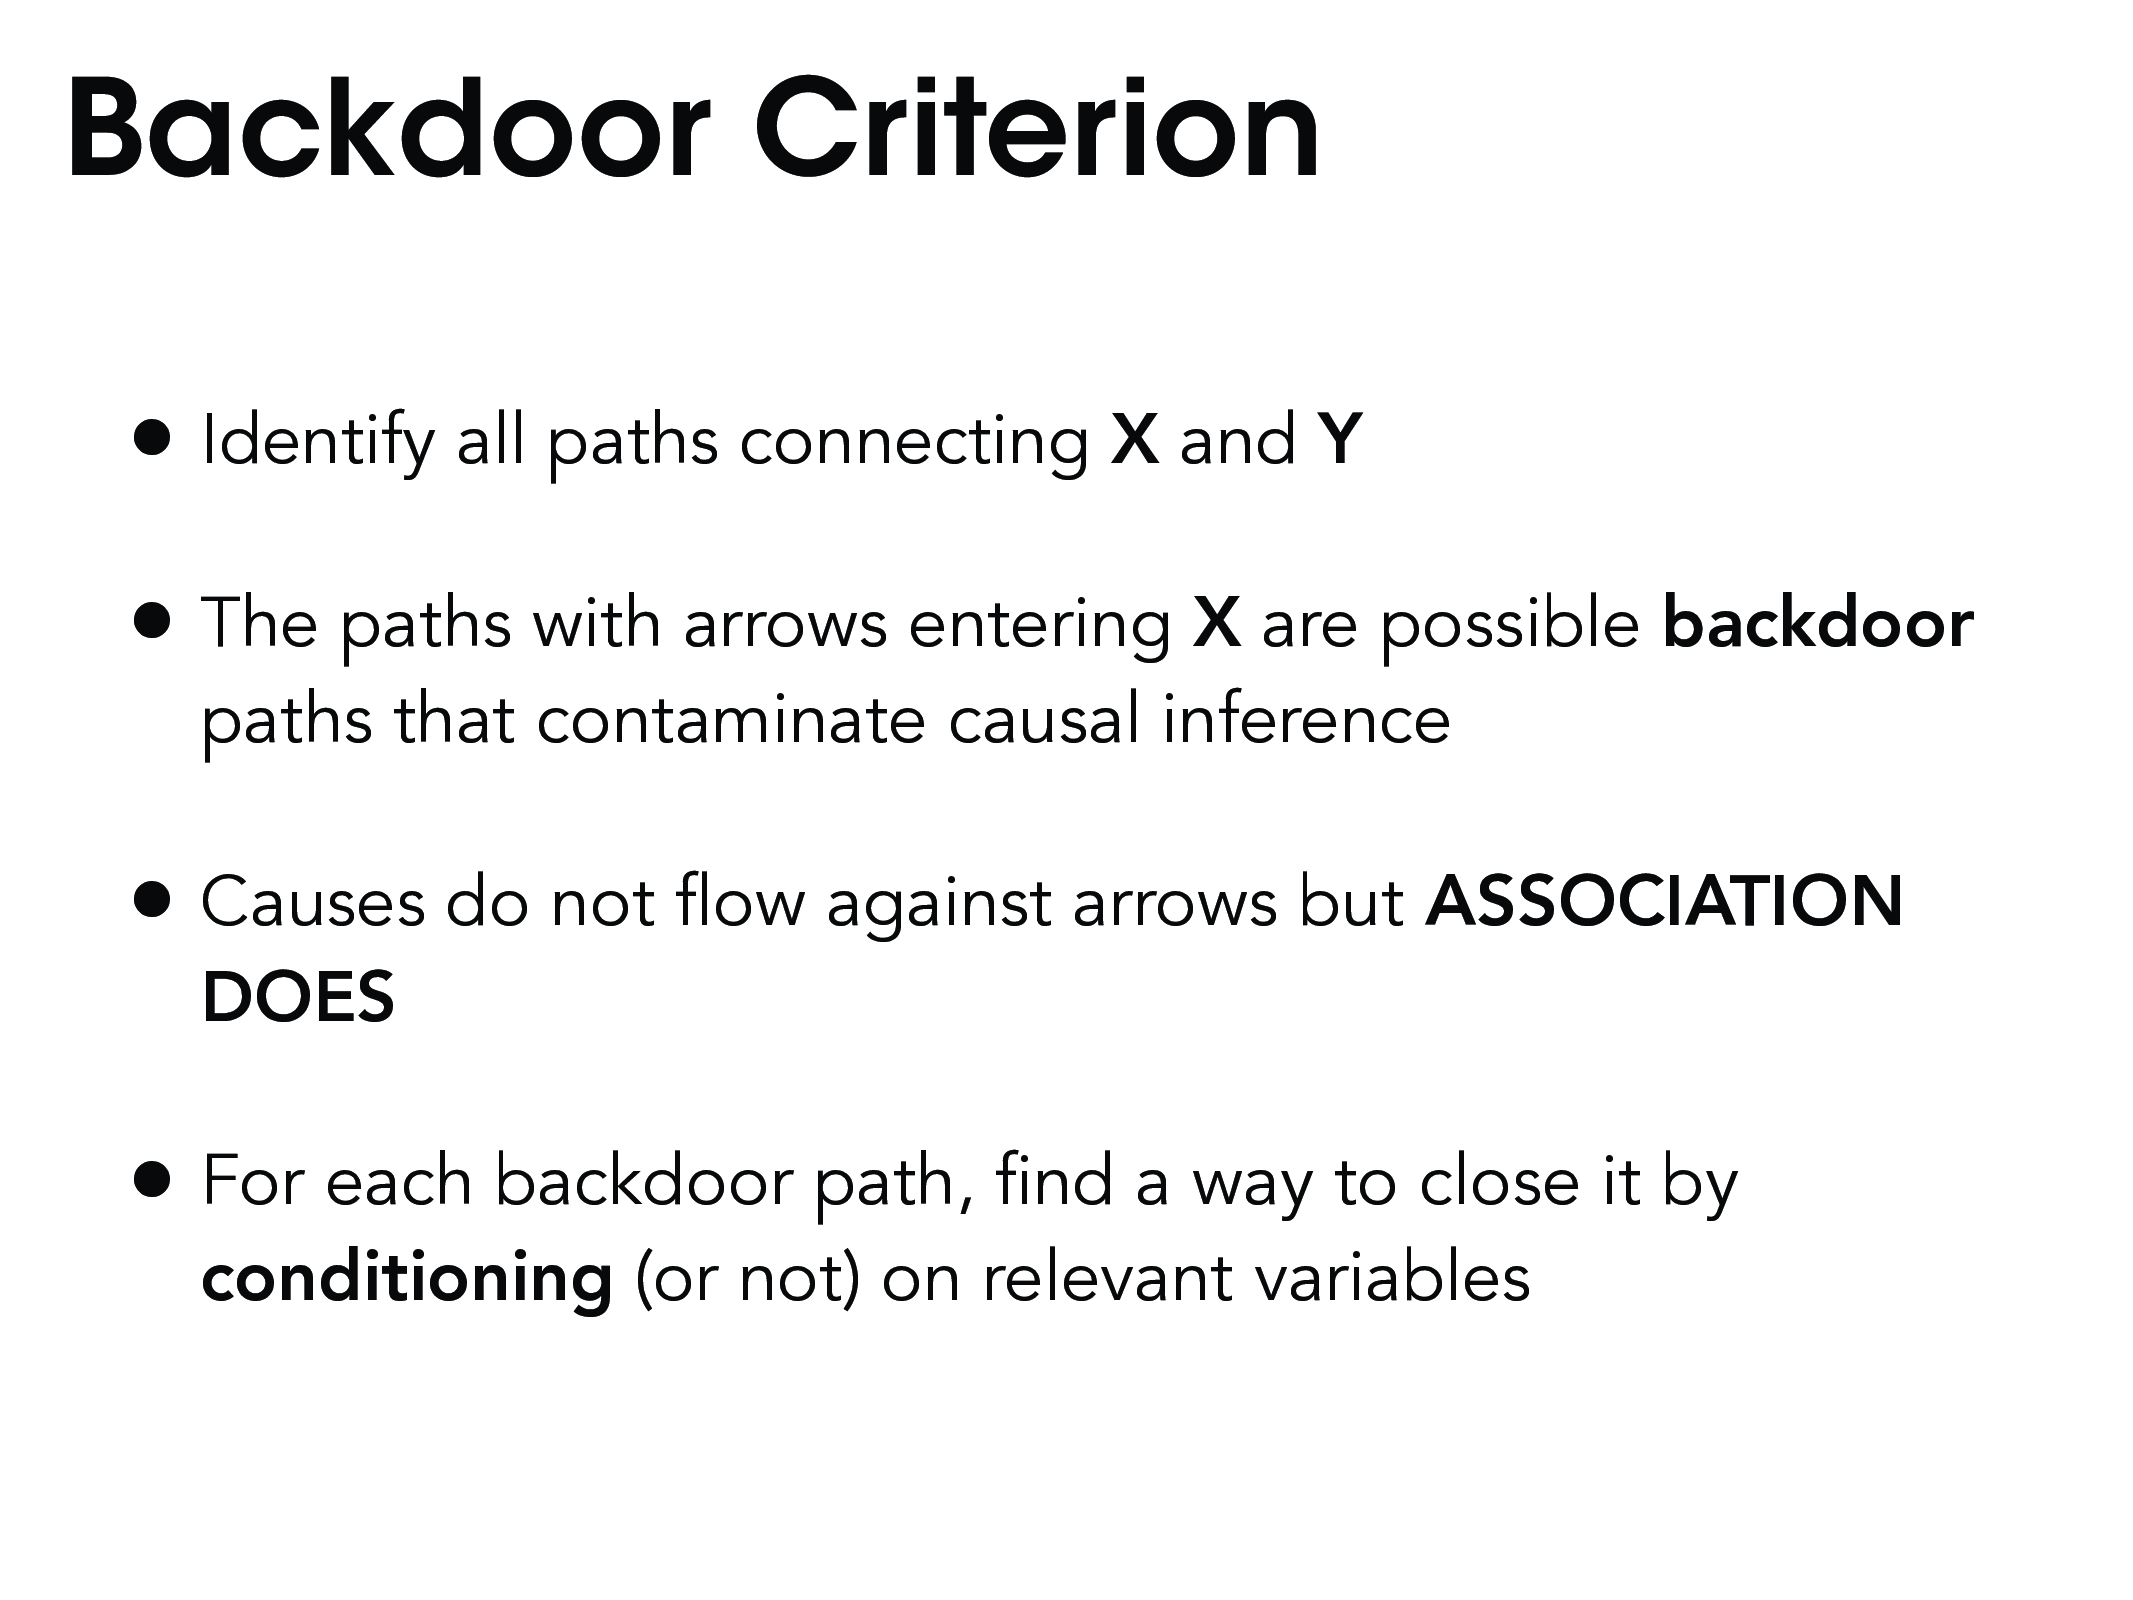 Backdoor Criterion
• Identify all paths connecting X and Y
• The paths with arrows entering X are possible backdoor
paths that contaminate causal inference
• Causes do not flow against arrows but ASSOCIATION
DOES
• For each backdoor path, find a way to close it by
conditioning (or not) on relevant variables